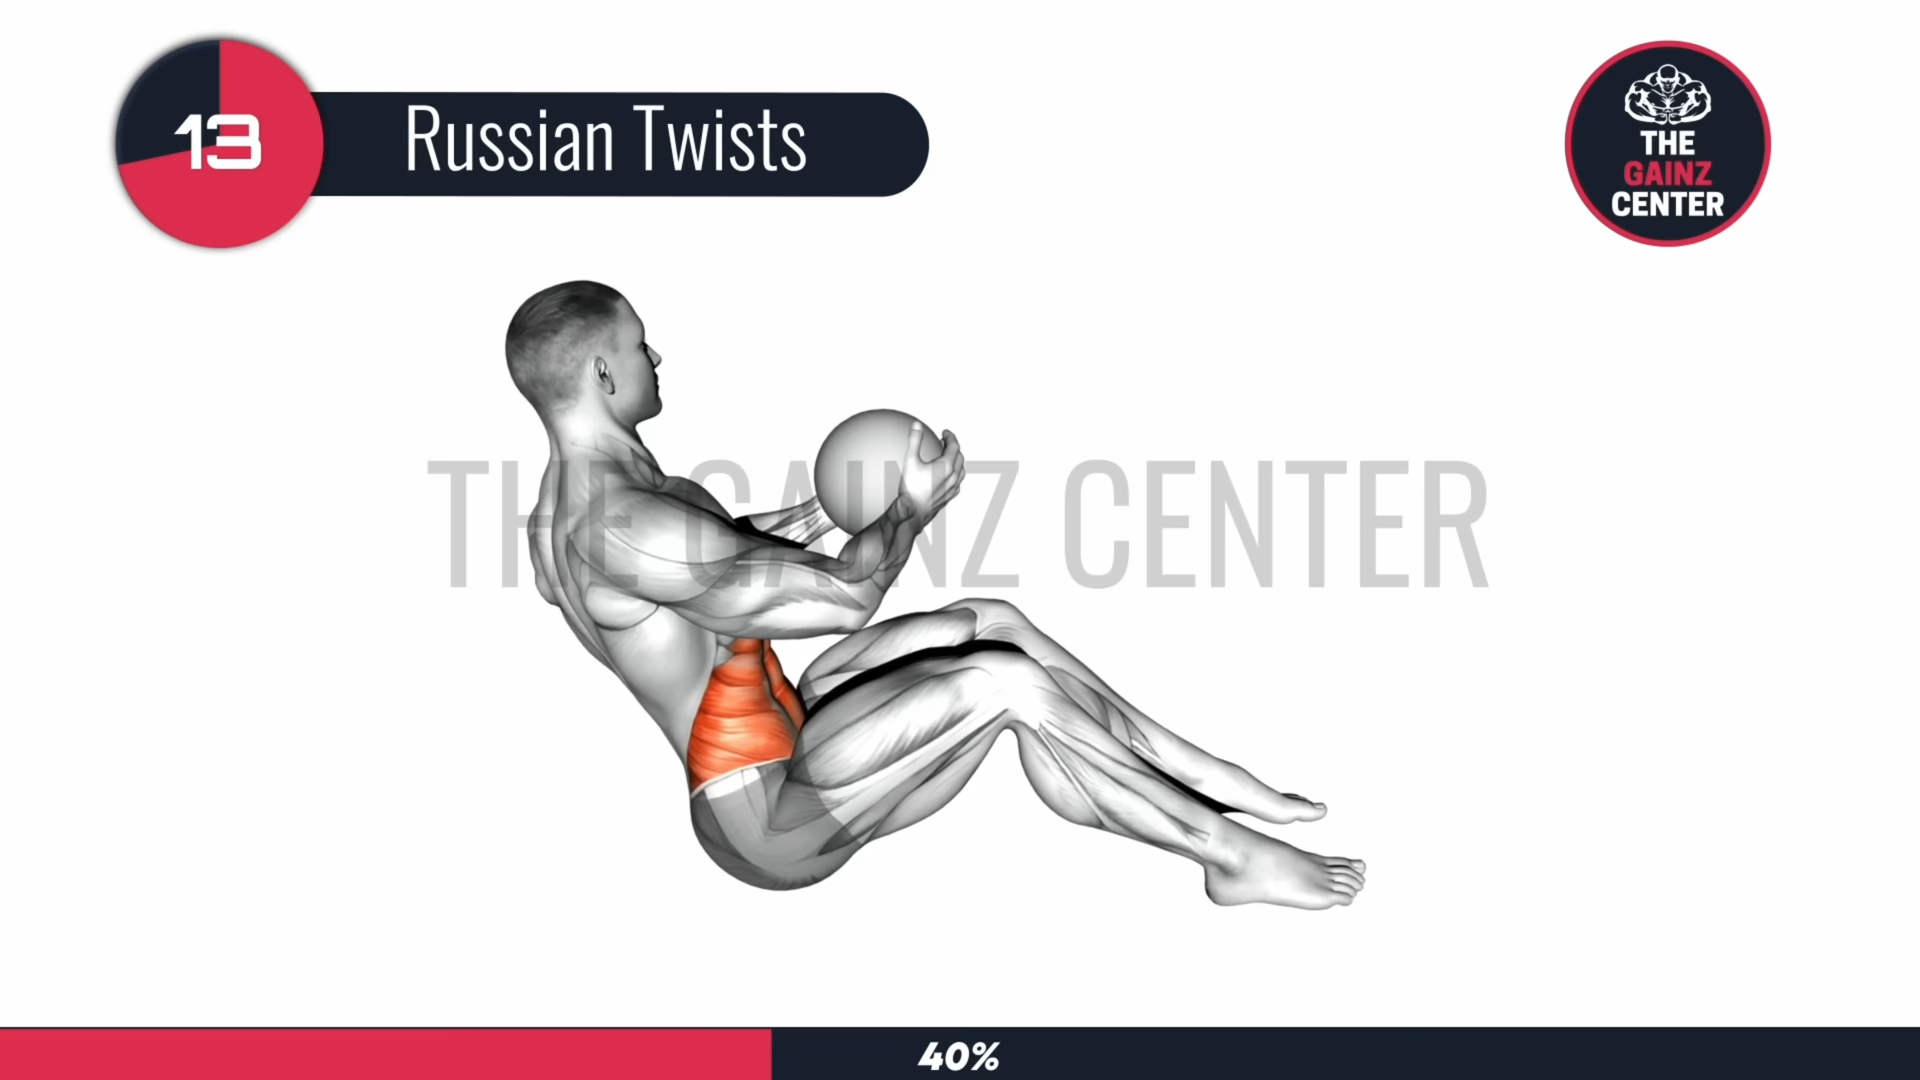 13
Russian Twists
THE
GAINZ
CENTER
THE GAINZ CENTER
40%